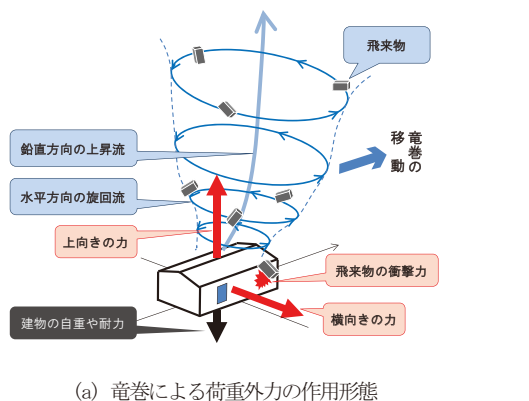 飛来物
竜巻の
移動
鉛直方向の上昇流
水平方向の旋回流
上向きの力
飛来物の衝撃力
横向きの力
建物の自重や耐力
（a）竜巻による荷重外力の作用形態